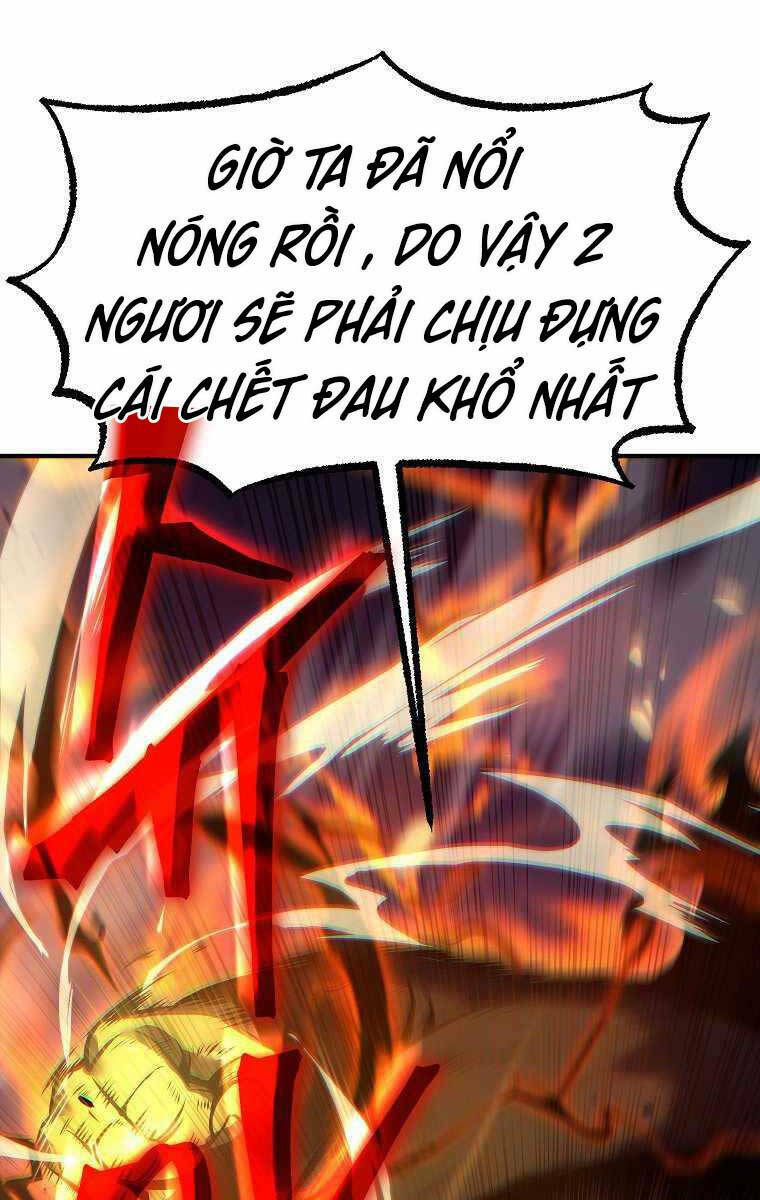 GIỜ TA ĐÃ NỔI
NÓNG RỒI , DO VẬY 2
NGƯƠI SẼ PHẢI CHỊU ĐỰNG
CÁI CHẾT ĐAU KHỔ NHẤT